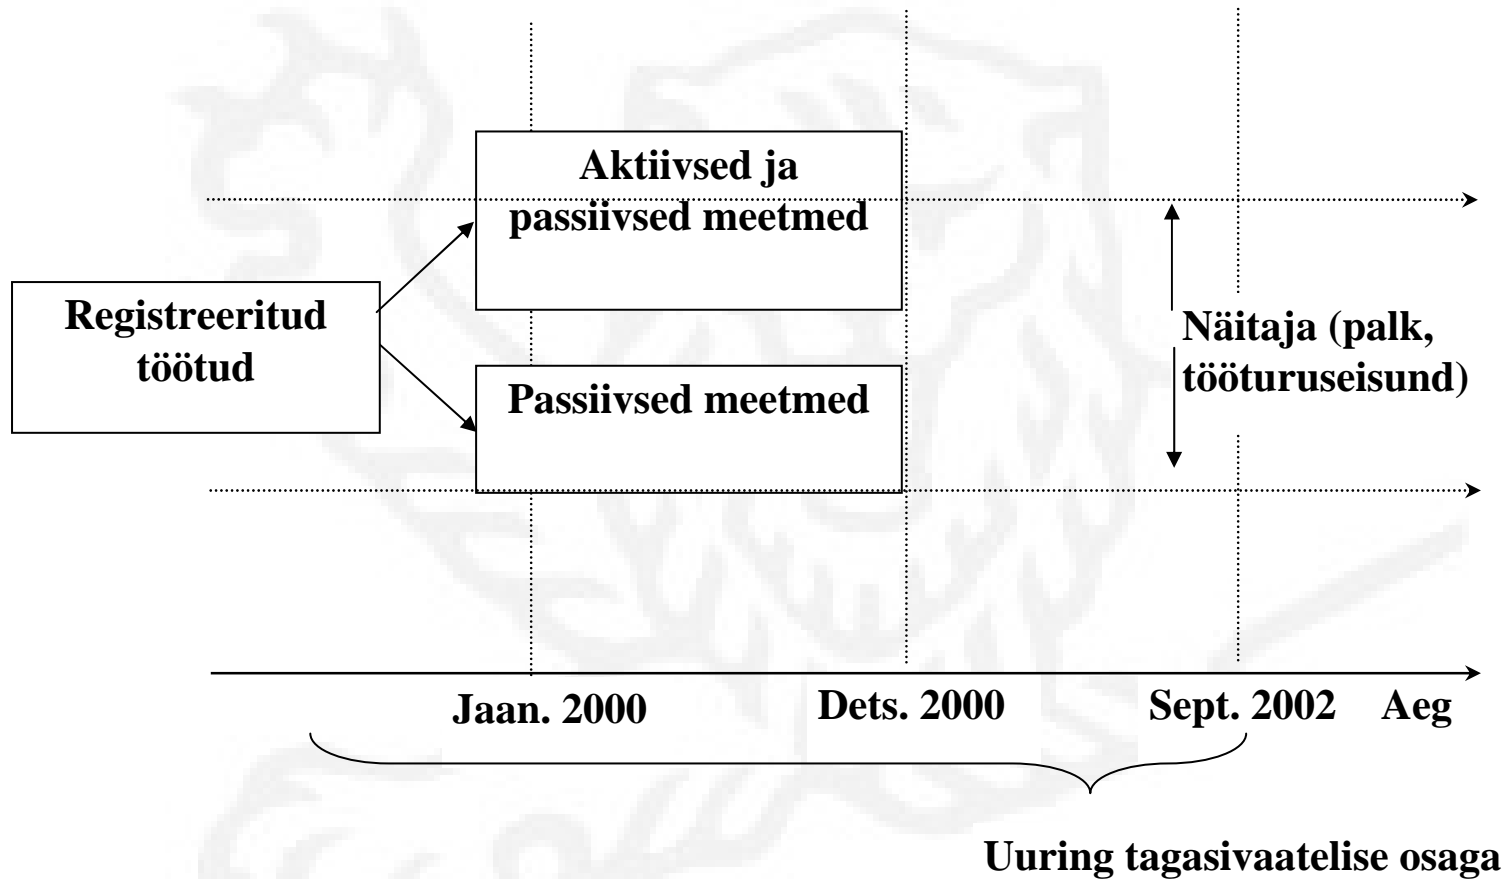 Aktiivsed ja
passiivsed meetmed
Registreeritud
töötud
Passiivsed meetmed
Näitaja (palk,
tööturuseisund)
Jaan. 2000
Dets. 2000
Sept. 2002
Aeg
Uuring tagasivaatelise osaga